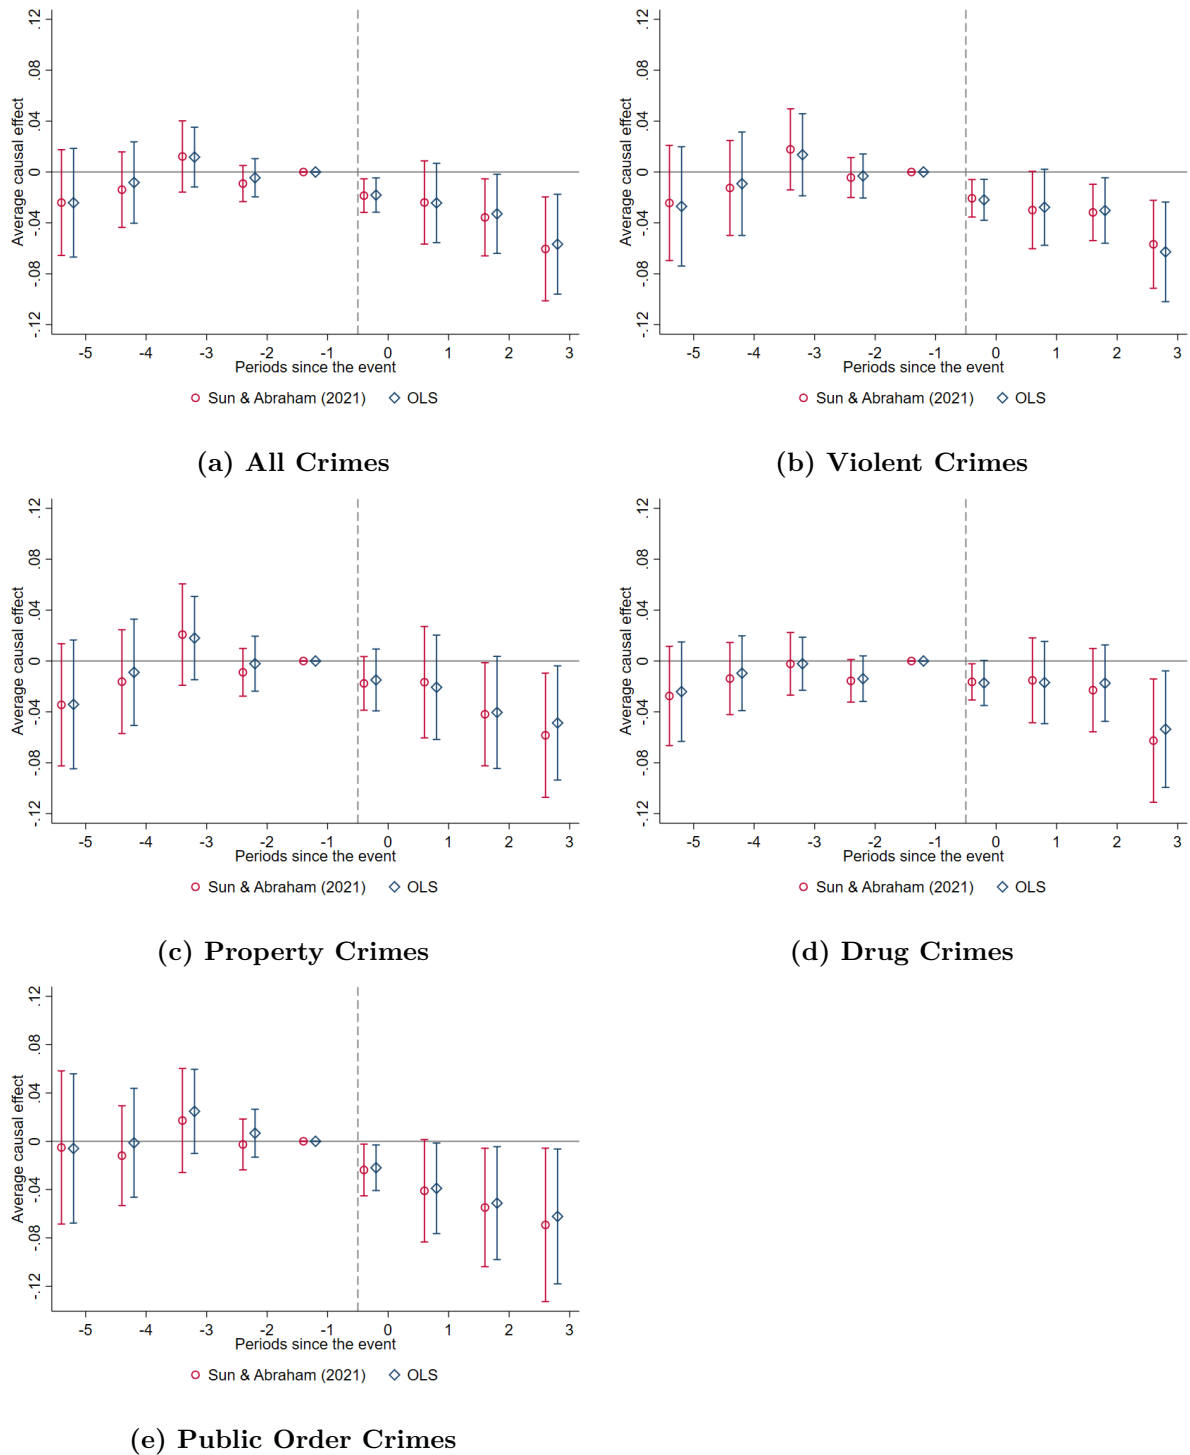 .12
.08
.04
0
-.04
-.08
-.12
Average causal effect
-5 -4 -3 -2 -1 0 1 2 3
Periods since the event
Sun & Abraham (2021) OLS
(a) All Crimes
.12
.08
.04
0
-.04
-.08
-.12
Average causal effect
-5 -4 -3 -2 -1 0 1 2 3
Periods since the event
Sun & Abraham (2021) OLS
(b) Violent Crimes
.12
.08
.04
0
-.04
-.08
-.12
Average causal effect
-5 -4 -3 -2 -1 0 1 2 3
Periods since the event
Sun & Abraham (2021) OLS
(c) Property Crimes
.12
.08
.04
0
-.04
-.08
-.12
Average causal effect
-5 -4 -3 -2 -1 0 1 2 3
Periods since the event
Sun & Abraham (2021) OLS
(d) Drug Crimes
.12
.08
.04
0
-.04
-.08
-.12
Average causal effect
-5 -4 -3 -2 -1 0 1 2 3
Periods since the event
Sun & Abraham (2021) OLS
(e) Public Order Crimes